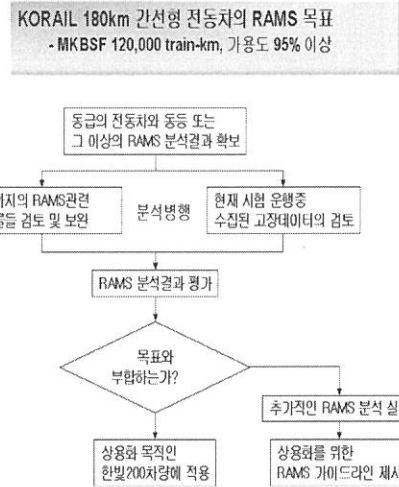 KORAIL 180km 간선형 전동차의 RAMS 목표
- MKBSF 120,000 train-km, 가용도 95% 이상
동급의 전동차와 동등 또는
그 이상의 RAMS 분석결과 확보
까지의 RAMS관련
검토 및 보완
분석병행
현재 시험 운행중
수집된 고장데이터의 검토
RAMS 분석결과 평가
목표와
부합하는가?
추가적인 RAMS 분석 실
상용화 목적인
한빛200차량에 적용
상용화를 위한
RAMS 가이드라인 제시